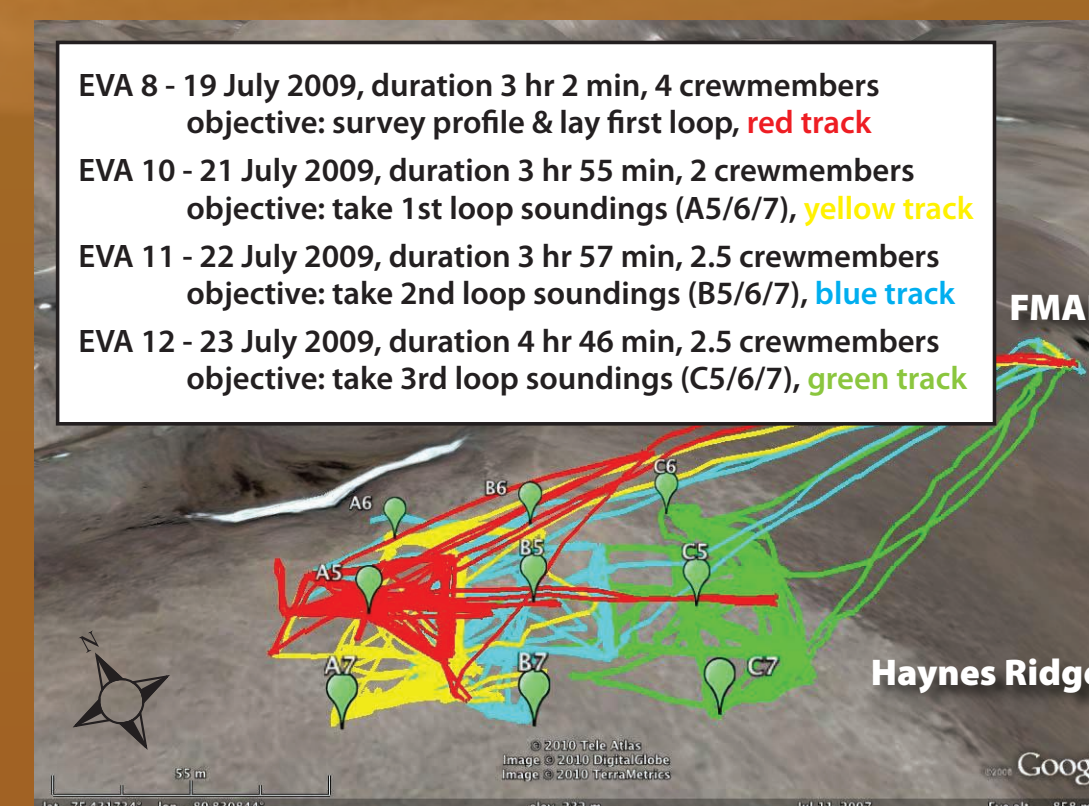 EVA 8 - 19 July 2009, duration 3 hr 2 min, 4 crewmembers
objective: survey profile & lay first loop, red track
EVA 10 - 21 July 2009, duration 3 hr 55 min, 2 crewmembers
objective: take 1st loop soundings (A5/6/7), yellow track
EVA 11 - 22 July 2009, duration 3 hr 57 min, 2.5 crewmembers
objective: take 2nd loop soundings (B5/6/7), blue track
EVA 12 - 23 July 2009, duration 4 hr 46 min, 2.5 crewmembers
objective: take 3rd loop soundings (C5/6/7), green track
FMA
C6
B6
A6
B5
C5
A5
N
A7
B7
C7
Haynes Ridge
© 2010 Tele Atlas
Image © 2010 DigitalGlobe
Image © 2010 TerraMetrics
Goog
55 m